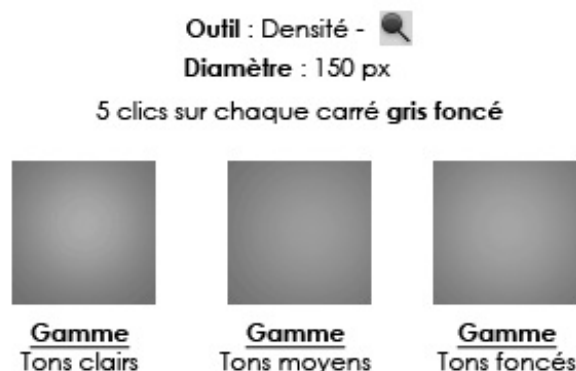 Outil : Densité -
Diamètre : 150 px
5 clics sur chaque carré gris foncé
Gamme
Tons clairs
Gamme
Tons moyens
Gamme
Tons foncés